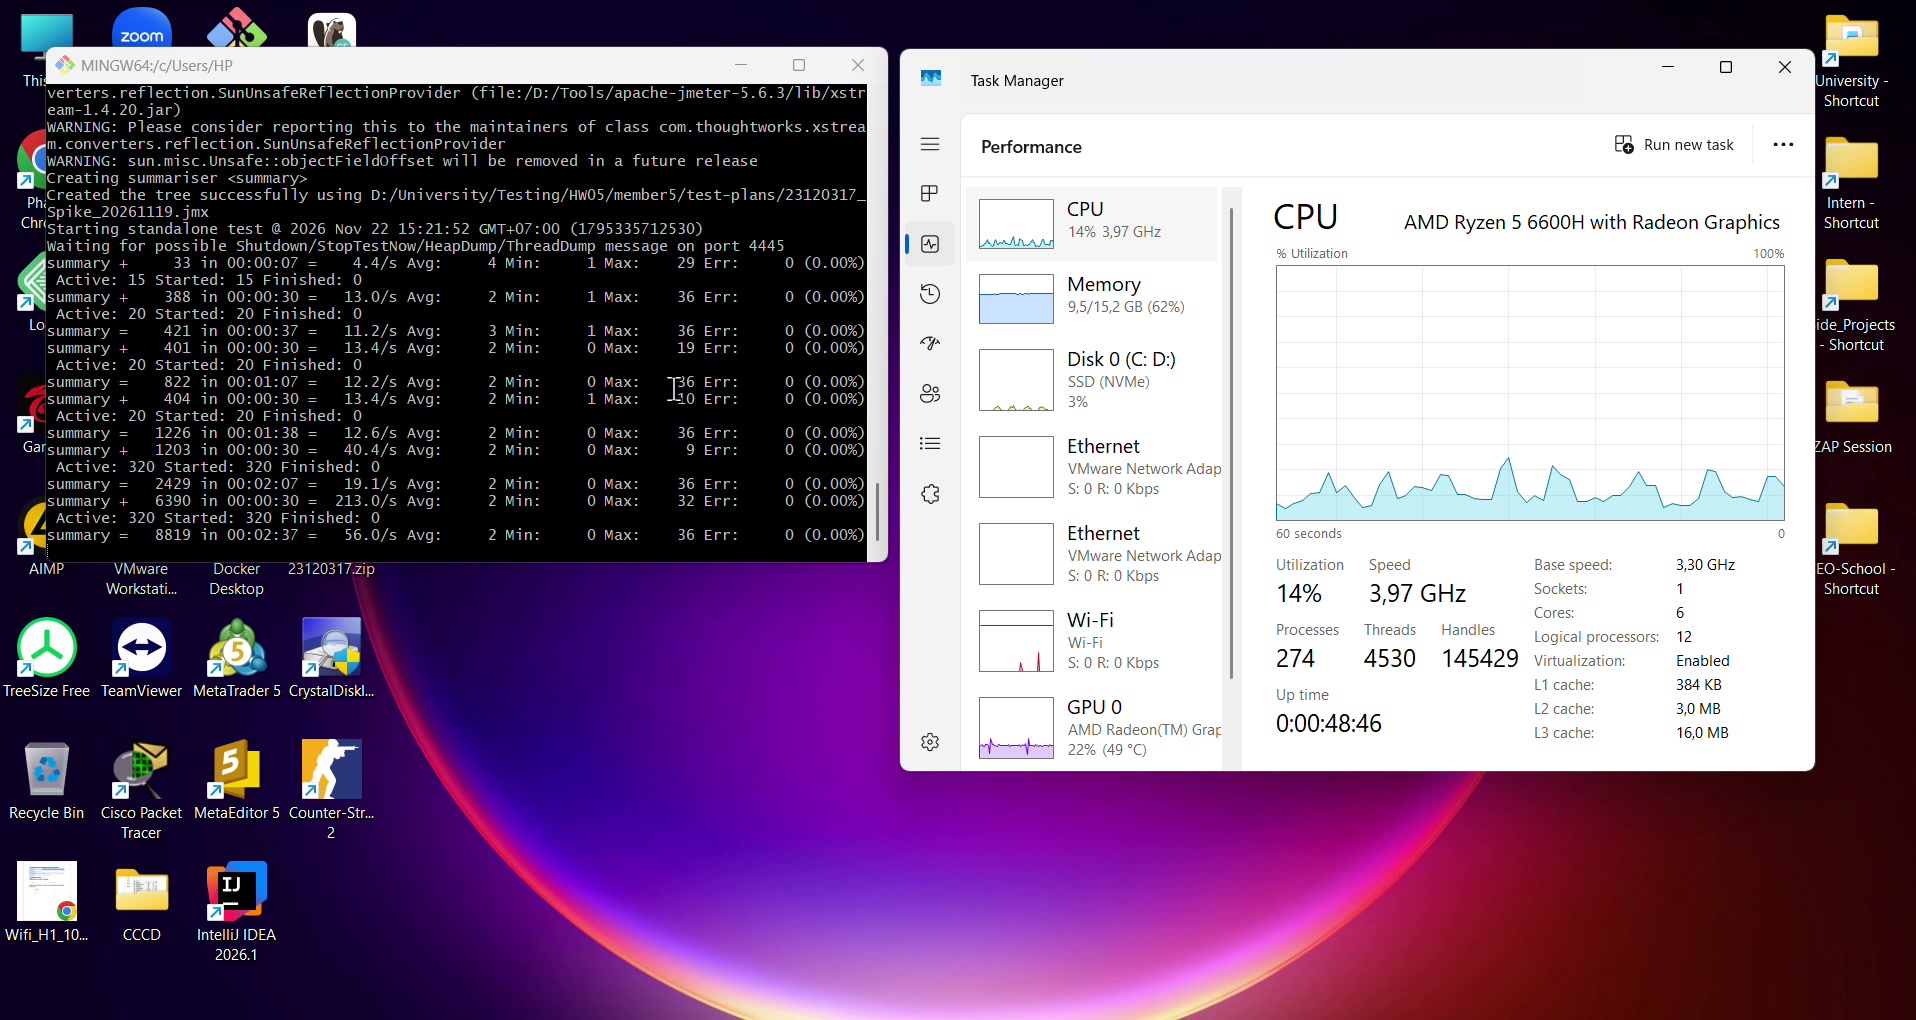 zoom
This
MINGW64:/c/Users/HP
verters.reflection.SunUnsafeReflectionProvider (file:/D:/Tools/apache-jmeter-5.6.3/lib/xstr
eam-1.4.20.jar)
WARNING: Please consider reporting this to the maintainers of class com.thoughtworks.xstrea
m.converters.reflection.SunUnsafeReflectionProvider
WARNING: sun.misc.Unsafe::objectFieldOffset will be removed in a future release
Creating summariser <summary>
Created the tree successfully using D:/University/Testing/HW05/member5/test-plans/23120317_
Spike_20261119.jmx
Starting standalone test @ 2026 Nov 22 15:21:52 GMT+07:00 (1795335712530)
Waiting for possible Shutdown/StopTestNow/HeapDump/ThreadDump message on port 4445
summary +     33 in 00:00:07 =    4.4/s Avg:     4 Min:     1 Max:    29 Err:     0 (0.00%)
Active: 15 Started: 15 Finished: 0
summary +    388 in 00:00:30 =   13.0/s Avg:     2 Min:     1 Max:    36 Err:     0 (0.00%)
Active: 20 Started: 20 Finished: 0
summary =    421 in 00:00:37 =   11.2/s Avg:     3 Min:     1 Max:    36 Err:     0 (0.00%)
summary +    401 in 00:00:30 =   13.4/s Avg:     2 Min:     0 Max:    19 Err:     0 (0.00%)
Active: 20 Started: 20 Finished: 0
summary =    822 in 00:01:07 =   12.2/s Avg:     2 Min:     0 Max:    36 Err:     0 (0.00%)
summary +    404 in 00:00:30 =   13.4/s Avg:     2 Min:     1 Max:    10 Err:     0 (0.00%)
Active: 20 Started: 20 Finished: 0
summary =   1226 in 00:01:38 =   12.6/s Avg:     2 Min:     0 Max:    36 Err:     0 (0.00%)
summary +   1203 in 00:00:30 =   40.4/s Avg:     2 Min:     0 Max:     9 Err:     0 (0.00%)
Active: 320 Started: 320 Finished: 0
summary =   2429 in 00:02:07 =   19.1/s Avg:     2 Min:     0 Max:    36 Err:     0 (0.00%)
summary +   6390 in 00:00:30 =  213.0/s Avg:     2 Min:     0 Max:    32 Err:     0 (0.00%)
Active: 320 Started: 320 Finished: 0
summary =   8819 in 00:02:37 =   56.0/s Avg:     2 Min:     0 Max:    36 Err:     0 (0.00%)
Task Manager
Performance
Run new task
CPU
14% 3,97 GHz
Memory
9,5/15,2 GB (62%)
Disk 0 (C: D:)
SSD (NVMe)
3%
Ethernet
VMware Network Adap
S: 0 R: 0 Kbps
Ethernet
VMware Network Adap
S: 0 R: 0 Kbps
Wi-Fi
Wi-Fi
S: 0 R: 0 Kbps
GPU 0
AMD Radeon(TM) Grap
22% (49 °C)
CPU
AMD Ryzen 5 6600H with Radeon Graphics
% Utilization 100%
60 seconds 0
Utilization Speed
14% 3,97 GHz
Processes Threads Handles
274 4530 145429
Up time
0:00:48:46
Base speed: 3,30 GHz
Sockets: 1
Cores: 6
Logical processors: 12
Virtualization: Enabled
L1 cache: 384 KB
L2 cache: 3,0 MB
L3 cache: 16,0 MB
University -
Shortcut
Intern -
Shortcut
ide_Projects
- Shortcut
ZAP Session
EO-School -
Shortcut
Pha
Chro
Lo
Gar
AIMP
VMware
Workstati...
Docker
Desktop
23120317.zip
TreeSize Free
TeamViewer
5
MetaTrader 5
CrystalDiskI...
Recycle Bin
Cisco Packet
Tracer
5
MetaEditor 5
Counter-Str...
2
Wifi_H1_10...
CCCD
IJ
IntelliJ IDEA
2026.1